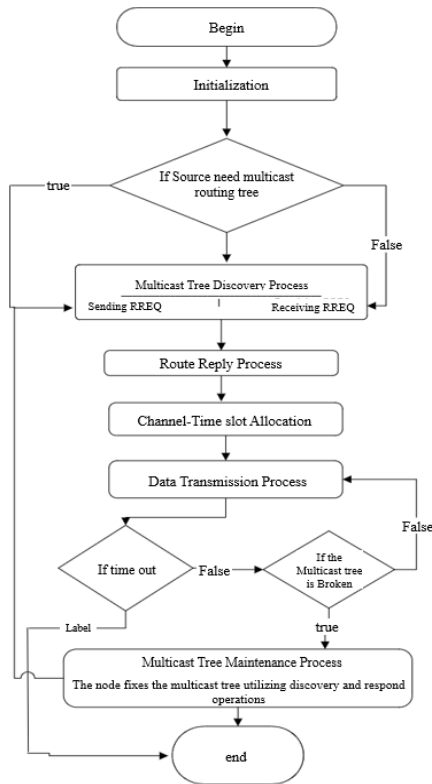 Begin
Initialization
If Source need multicast
routing tree
true
False
Multicast Tree Discovery Process
Sending RREQ
Receiving RREQ
Route Reply Process
Channel-Time slot Allocation
Data Transmission Process
If time out
False
If the
Multicast tree
is Broken
False
Label
true
Multicast Tree Maintenance Process
The node fixes the multicast tree utilizing discovery and respond
operations
end